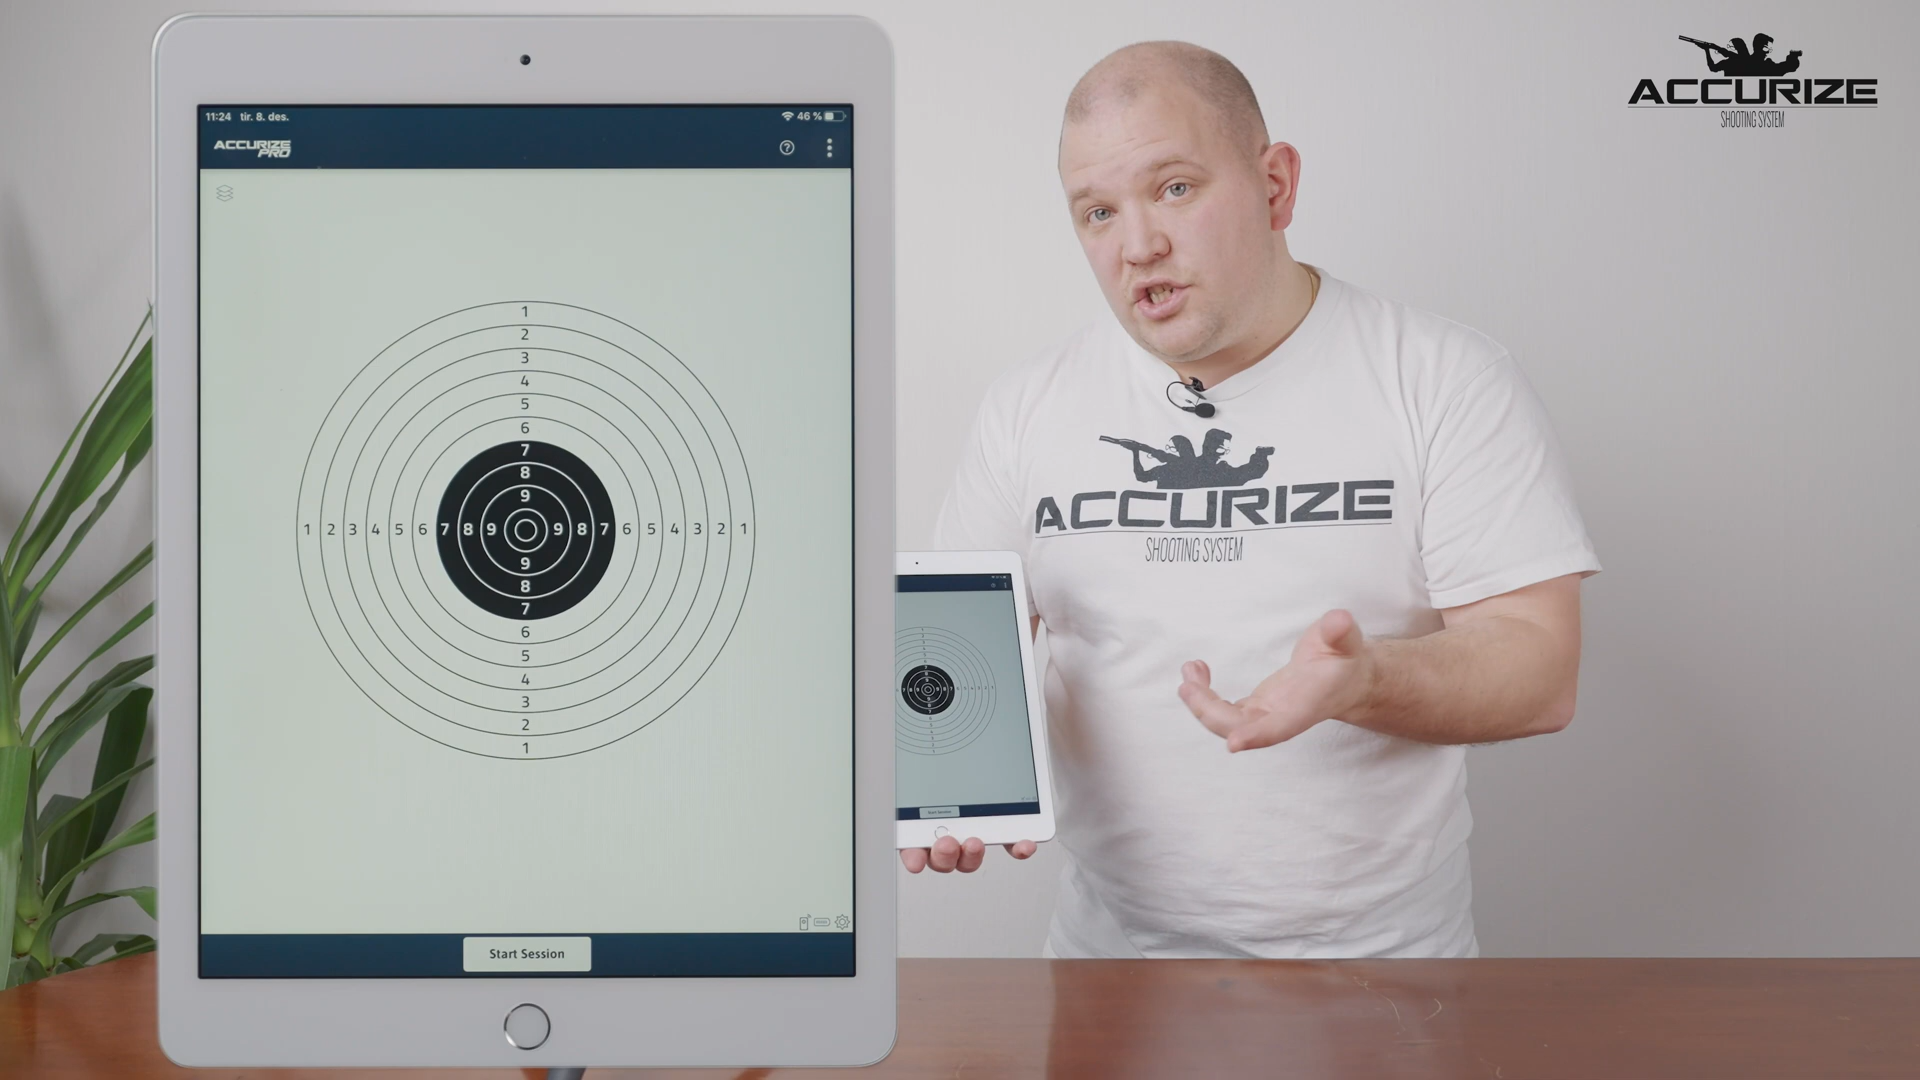 11:24 tir. 8. des.
46 %
ACCURIZE
PRO
?
1
2
3
4
5
6
7
8
9
1 2 3 4 5 6 7 8 9 9 8 7 6 5 4 3 2 1
9
8
7
6
5
4
3
2
1
Start Session
ACCURIZE
SHOOTING SYSTEM
ACCURIZE
SHOOTING SYSTEM
Start Session